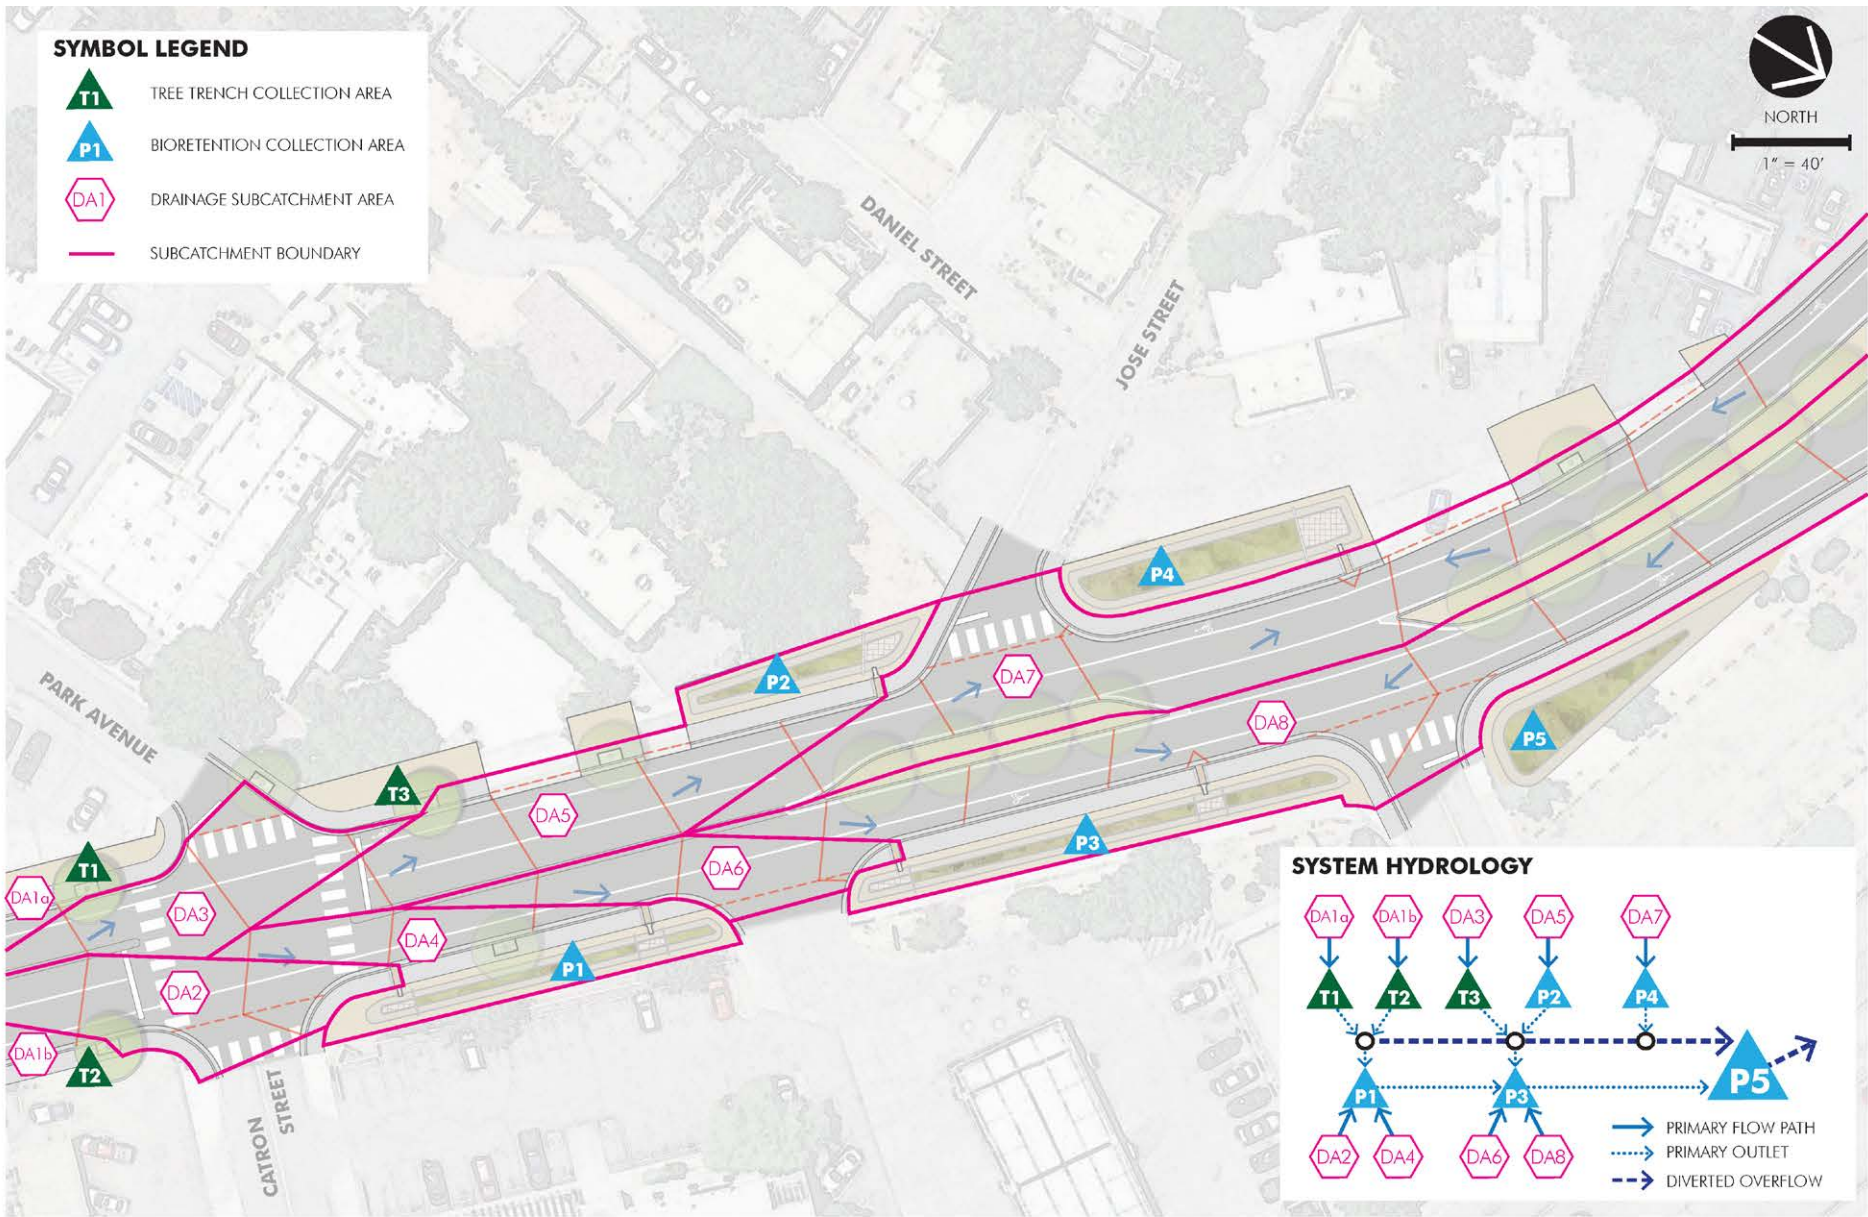 SYMBOL LEGEND
T1 TREE TRENCH COLLECTION AREA
P1 BIORETENTION COLLECTION AREA
DA1 DRAINAGE SUBCATCHMENT AREA
SUBCATCHMENT BOUNDARY
NORTH
1" = 40'
DANIEL STREET
JOSE STREET
PARK AVENUE
CATRON
STREET
P4
P2
DA7
DA8
P5
T3
DA5
P3
T1
DA6
DA1a
DA3
DA4
P1
DA2
DA1b
T2
SYSTEM HYDROLOGY
DA1a DA1b DA3 DA5 DA7
T1 T2 T3 P2 P4
P5
P1 P3
DA2 DA4 DA6 DA8
PRIMARY FLOW PATH
PRIMARY OUTLET
DIVERTED OVERFLOW